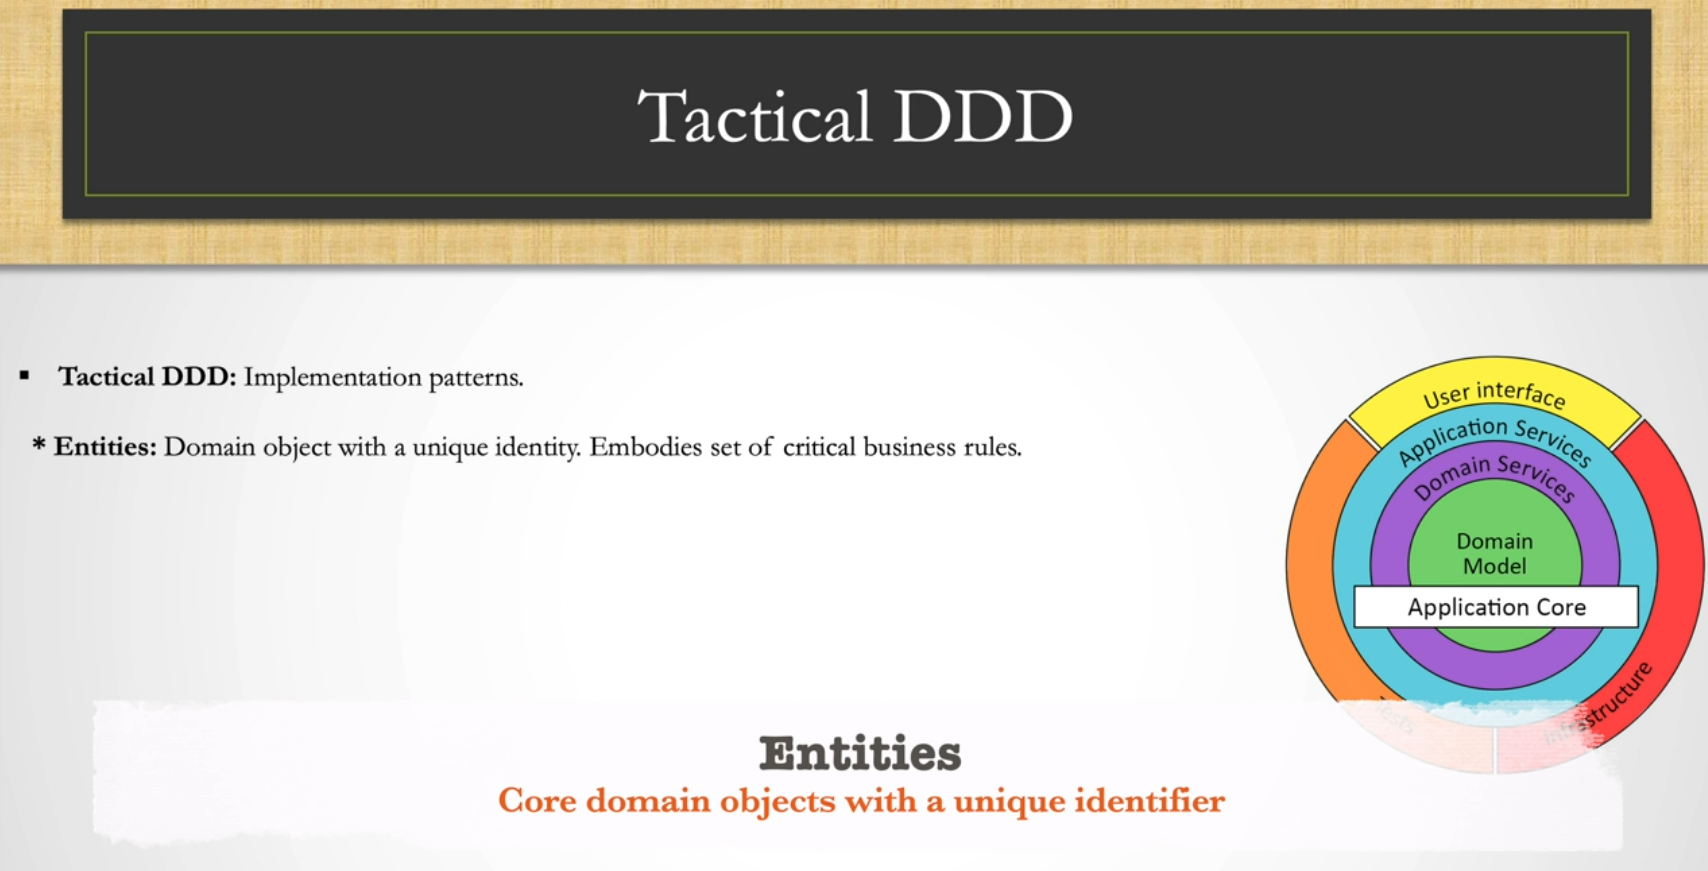 Tactical DDD
▪ Tactical DDD: Implementation patterns.
* Entities: Domain object with a unique identity. Embodies set of critical business rules.
User interface
Application Services
Domain Services
Domain
Model
Application Core
Tests
Infrastructure
Entities
Core domain objects with a unique identifier